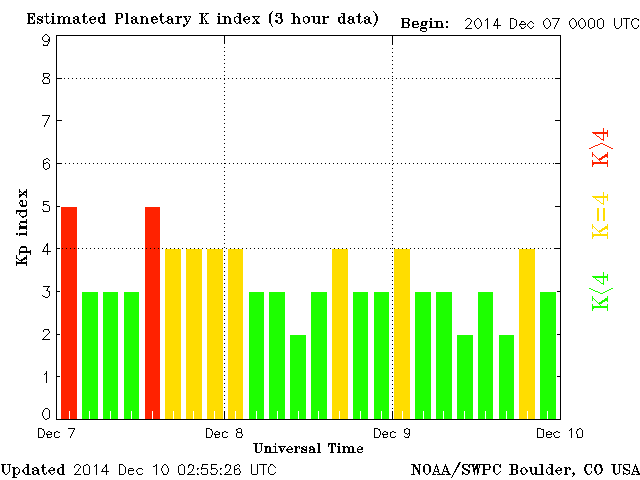 Estimated Planetary K index (3 hour data) Begin: 2014 Dec 07 0000 UTC
9
8
7
6
5
4
3
2
1
0
Kp index
K>4
K=4
K<4
Dec 7 Dec 8 Dec 9 Dec 10
Universal Time
Updated 2014 Dec 10 02:55:26 UTC NOAA/SWPC Boulder, CO USA